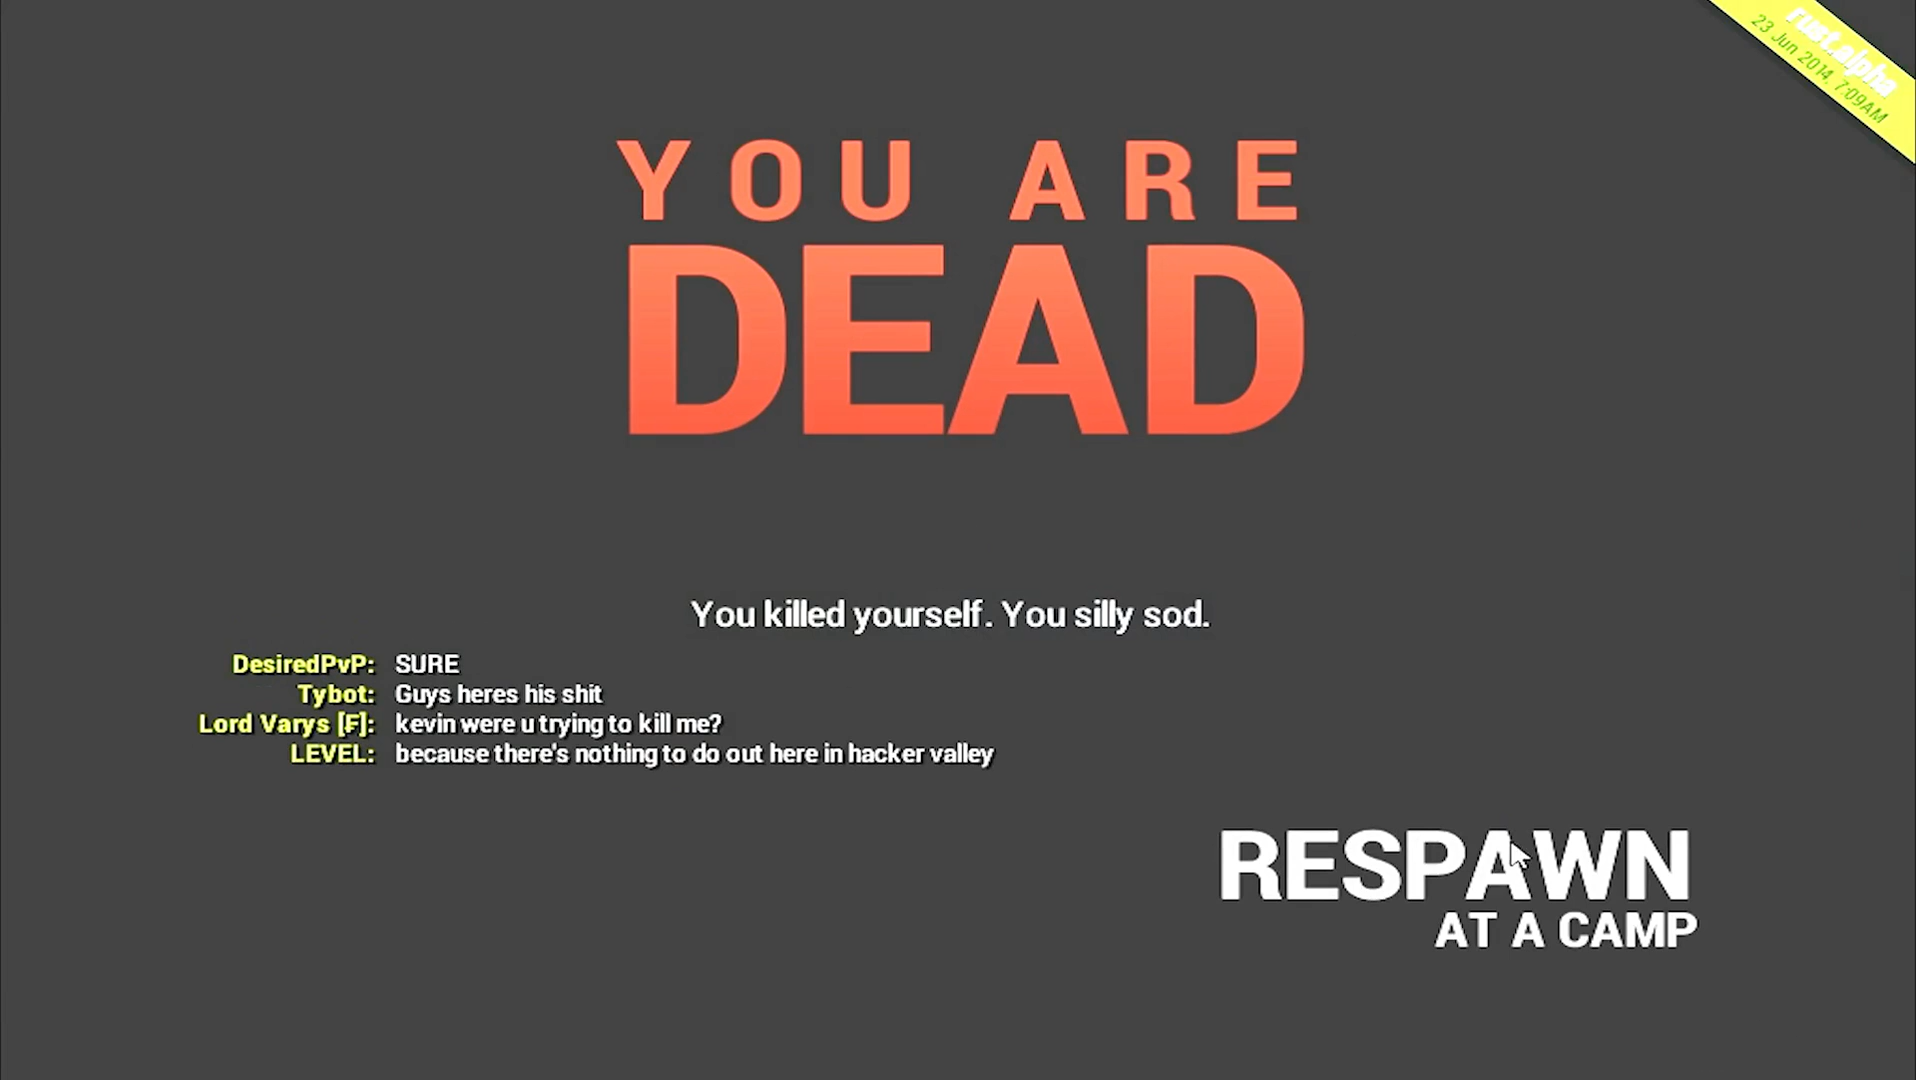 rust.alpha
23 Jun 2014, 7:09AM
YOU ARE
DEAD
You killed yourself. You silly sod.
DesiredPvP: SURE
Tybot: Guys heres his shit
Lord Varys [₣]: kevin were u trying to kill me?
LEVEL: because there's nothing to do out here in hacker valley
RESPAWN
AT A CAMP